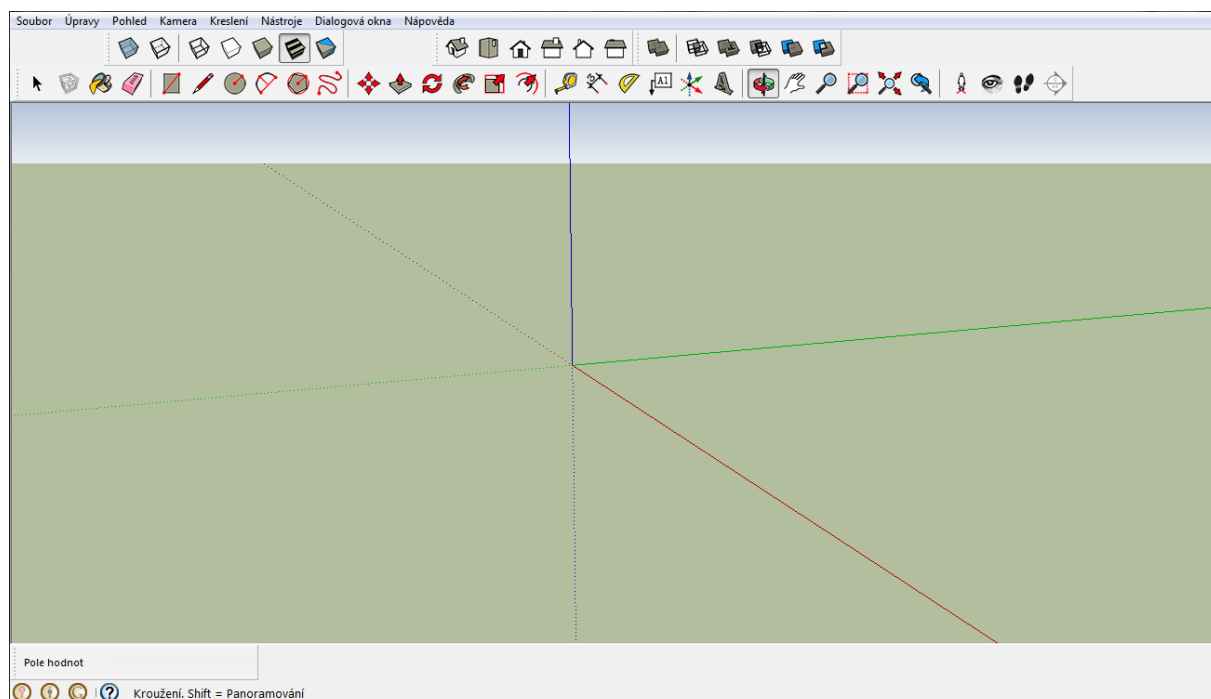 Soubor Úpravy Pohled Kamera Kreslení Nástroje Dialogová okna Nápověda
A1
Pole hodnot
Kroužení. Shift = Panoramování